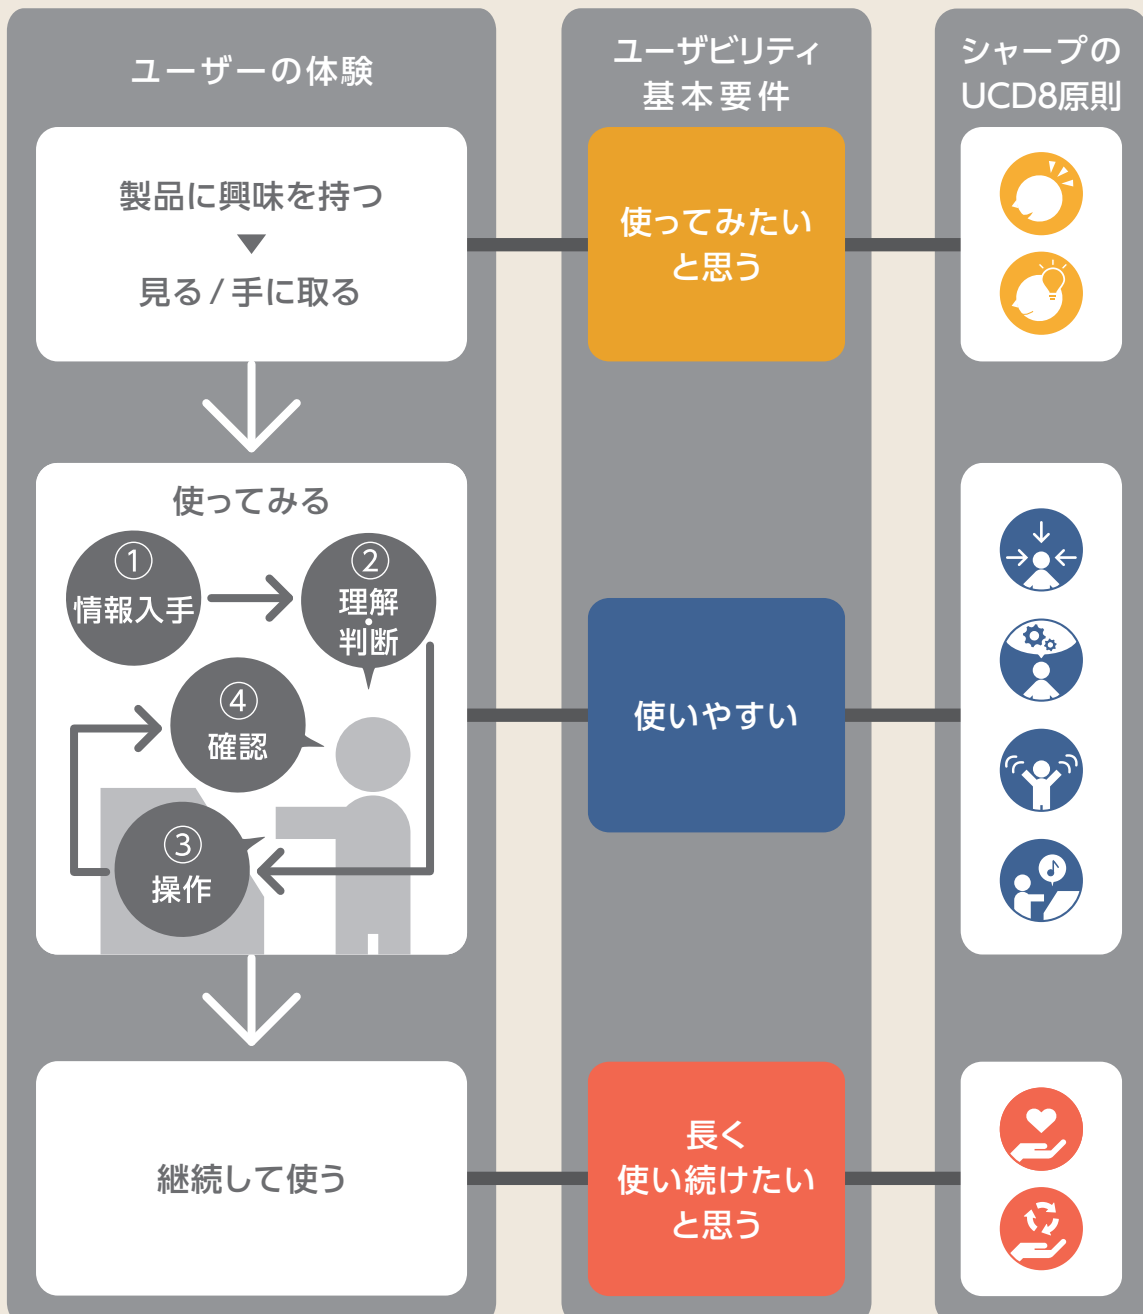 ユーザーの体験
製品に興味を持つ
▼
見る / 手に取る
使ってみる
①
情報入手
②
理解
・
判断
④
確認
③
操作
継続して使う
ユーザビリティ
基本要件
使ってみたい
と思う
使いやすい
長く
使い続けたい
と思う
シャープの
UCD8原則